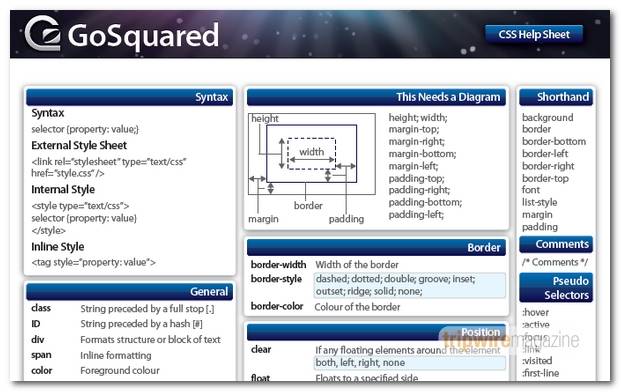 GoSquared
CSS Help Sheet
Syntax
Syntax
selector {property: value;}
External Style Sheet
<link rel="stylesheet" type="text/css"
href="style.css" />
Internal Style
<style type="text/css">
selector {property: value}
</style>
Inline Style
<tag style="property: value">
General
class String preceded by a full stop [.]
ID String preceded by a hash [#]
div Formats structure or block of text
span Inline formatting
color Foreground colour
This Needs a Diagram
height
width
border
margin
padding
height; width;
margin-top;
margin-right;
margin-bottom;
margin-left;
padding-top;
padding-right;
padding-bottom;
padding-left;
Border
border-width Width of the border
border-style dashed; dotted; double; groove; inset;
outset; ridge; solid; none;
border-color Colour of the border
Position
clear If any floating elements around the element
both, left, right, none
float Floats to a specified side
Shorthand
background
border
border-bottom
border-left
border-right
border-top
font
list-style
margin
padding
Comments
/* Comments */
Pseudo
Selectors
:hover
:active
:focus
:link
:visited
:first-line
tripwiremagazine